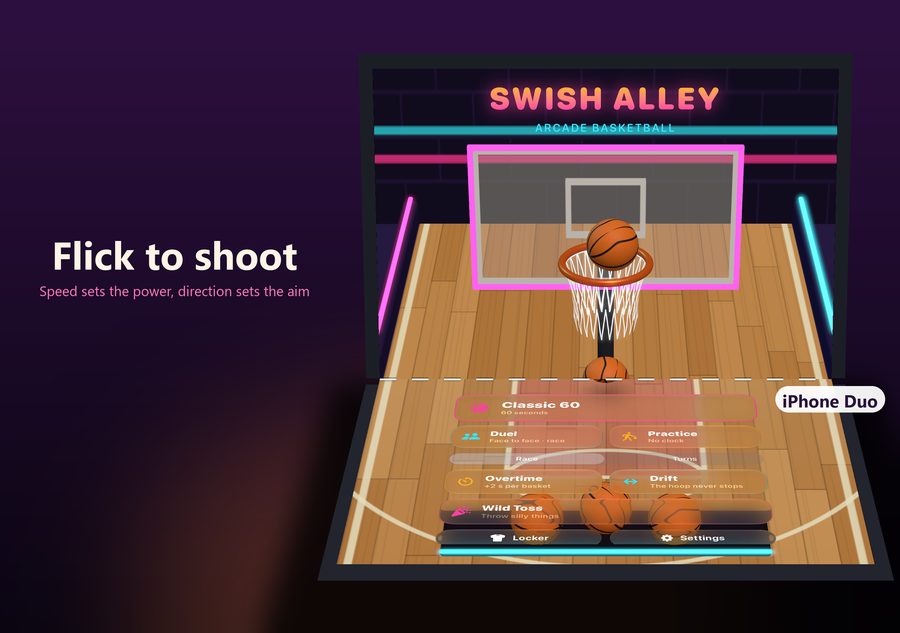 SWISH ALLEY
ARCADE BASKETBALL
Flick to shoot
Speed sets the power, direction sets the aim
iPhone Duo
Classic 60
60 seconds
Duel
Face to face · race
Practice
No clock
Race
Turns
Overtime
+2 s per basket
Drift
The hoop never stops
Wild Toss
Throw silly things
Locker
Settings